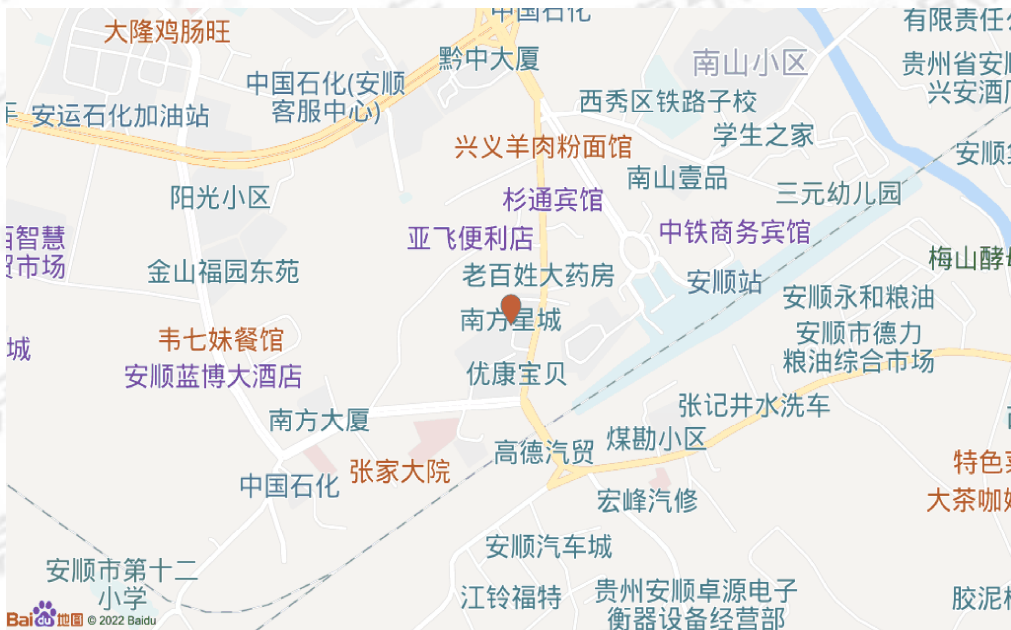 中国石化
有限责任公
大隆鸡肠旺
黔中大厦
南山小区
贵州省安顺
兴安酒厂
中国石化(安顺
客服中心)
西秀区铁路子校
安运石化加油站
学生之家
兴义羊肉粉面馆
安顺
南山壹品
阳光小区
杉通宾馆
三元幼儿园
亚飞便利店
中铁商务宾馆
智慧
市场
梅山酵母
金山福园东苑
老百姓大药房
安顺站
安顺永和粮油
南方星城
安顺市德力
粮油综合市场
韦七妹餐馆
城
安顺蓝博大酒店
优康宝贝
张记井水洗车
南方大厦
煤勘小区
高德汽贸
特色
张家大院
中国石化
大茶咖
宏峰汽修
安顺汽车城
安顺市第十二
小学
江铃福特
贵州安顺卓源电子
衡器设备经营部
胶泥
Bai du 地图 © 2022 Baidu